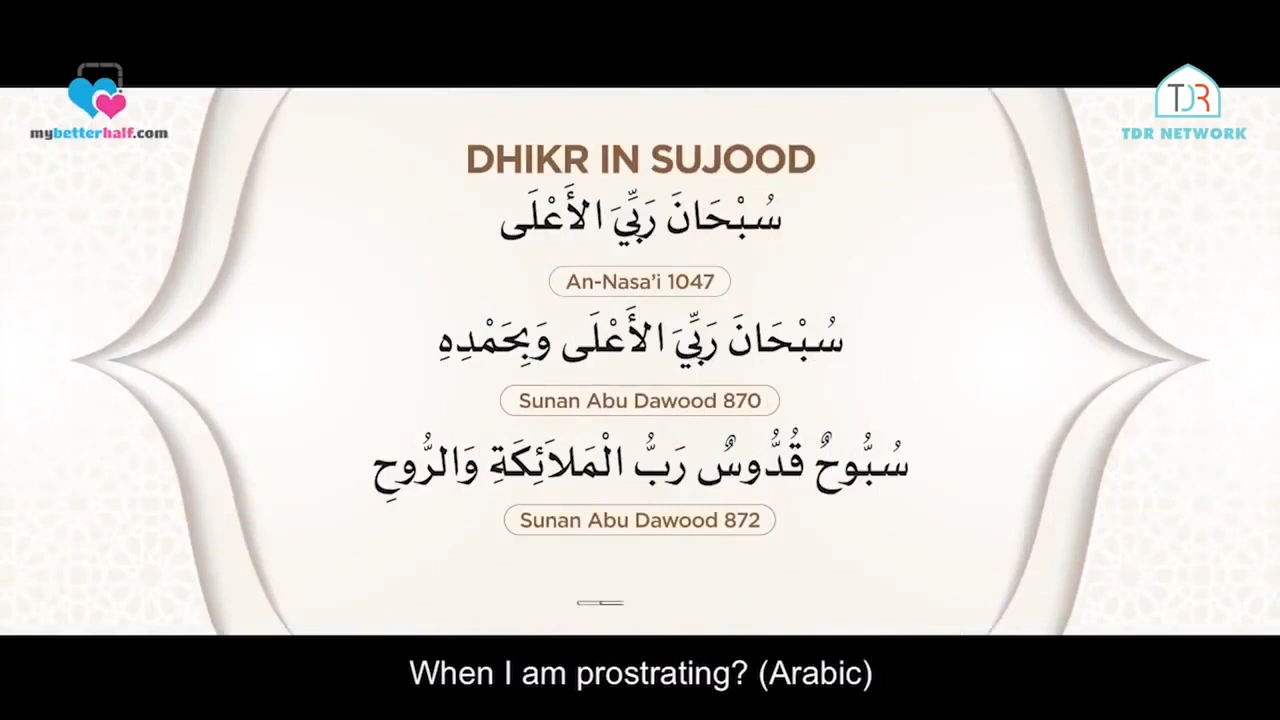 mybetterhalf.com
TDR
TDR NETWORK
DHIKR IN SUJOOD
سُبْحَانَ رَبِّيَ الأَعْلَى
An-Nasa'i 1047
سُبْحَانَ رَبِّيَ الأَعْلَى وَبِحَمْدِهِ
Sunan Abu Dawood 870
سُبُّوحٌ قُدُّوسٌ رَبُّ الْمَلاَئِكَةِ وَالرُّوحِ
Sunan Abu Dawood 872
When I am prostrating? (Arabic)